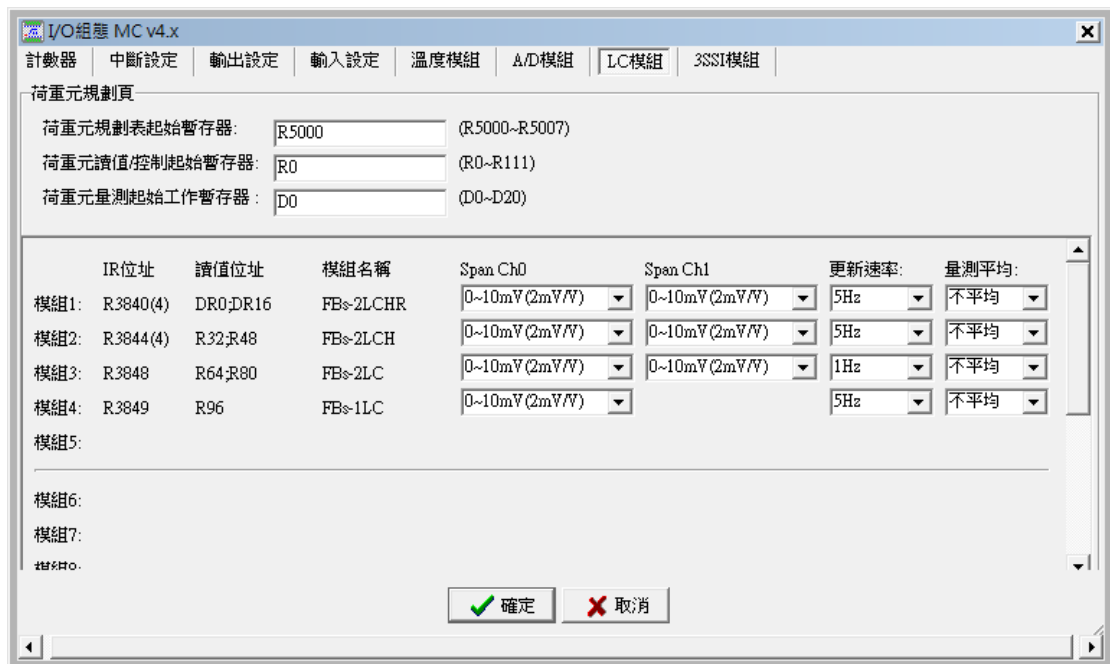 I/O組態 MC v4.x
計數器 中斷設定 輸出設定 輸入設定 溫度模組 A/D模組 LC模組 3SSI模組
荷重元規劃頁
荷重元規劃表起始暫存器: R5000 (R5000~R5007)
荷重元讀值/控制起始暫存器: R0 (R0~R111)
荷重元量測起始工作暫存器 : D0 (D0~D20)
IR位址 讀值位址 模組名稱 Span Ch0 Span Ch1 更新速率: 量測平均:
模組1: R3840(4) DR0;DR16 FBs-2LCHR 0~10mV(2mV/V) 0~10mV(2mV/V) 5Hz 不平均
模組2: R3844(4) R32;R48 FBs-2LCH 0~10mV(2mV/V) 0~10mV(2mV/V) 5Hz 不平均
模組3: R3848 R64;R80 FBs-2LC 0~10mV(2mV/V) 0~10mV(2mV/V) 1Hz 不平均
模組4: R3849 R96 FBs-1LC 0~10mV(2mV/V) 5Hz 不平均
模組5:
模組6:
模組7:
確定 取消